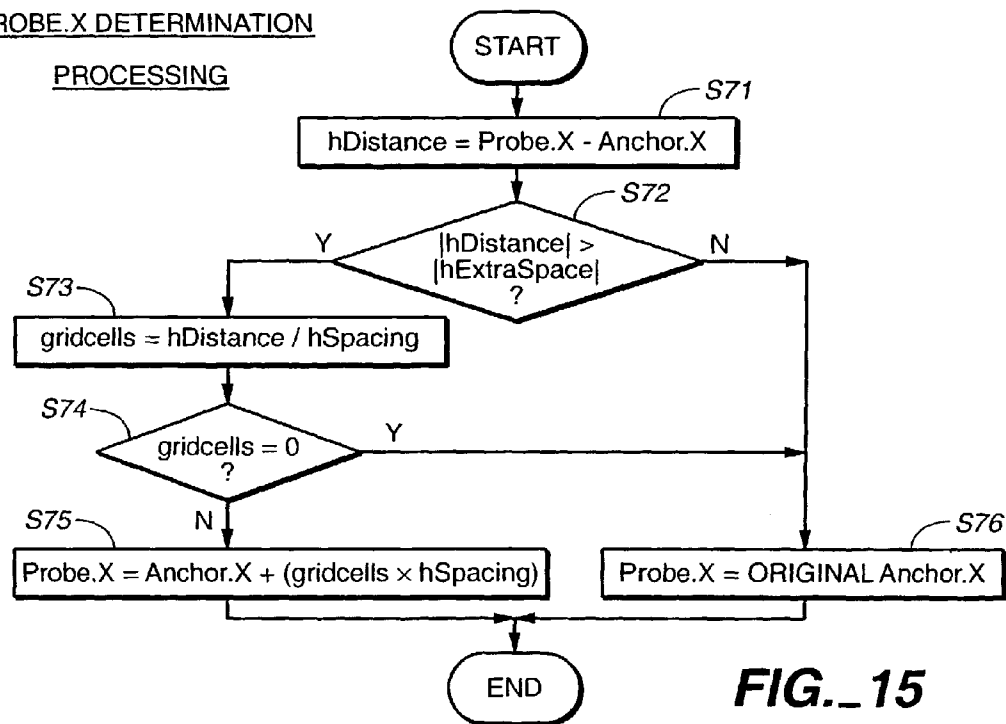 ROBE.X DETERMINATION
PROCESSING
START
S71
hDistance = Probe.X - Anchor.X
S72
|hDistance| >
|hExtraSpace|
?
Y
N
S73
gridcells = hDistance / hSpacing
S74
gridcells = 0
?
Y
N
S75
Probe.X = Anchor.X + (gridcells × hSpacing)
S76
Probe.X = ORIGINAL Anchor.X
END
FIG._15